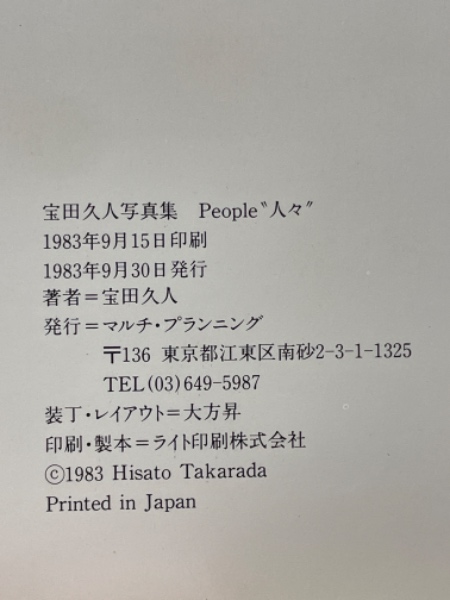 宝田久人写真集　People〝人々〟
1983年9月15日印刷
1983年9月30日発行
著者＝宝田久人
発行＝マルチ・プランニング
〒136 東京都江東区南砂2-3-1-1325
TEL(03)649-5987
装丁・レイアウト＝大方昇
印刷・製本＝ライト印刷株式会社
©1983 Hisato Takarada
Printed in Japan